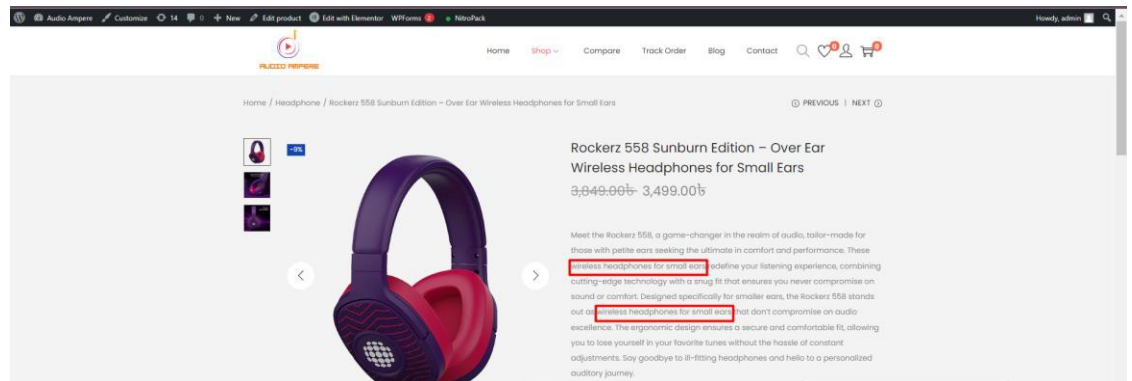 Audio Ampere Customize 14 0 + New Edit product Edit with Elementor WPForms 2 NitroPack Howdy, admin
AUDIO AMPERE
Home Shop Compare Track Order Blog Contact 0 0
Home / Headphone / Rockerz 558 Sunburn Edition – Over Ear Wireless Headphones for Small Ears
PREVIOUS | NEXT
-9%
Rockerz 558 Sunburn Edition – Over Ear
Wireless Headphones for Small Ears
3,849.00৳ 3,499.00৳
Meet the Rockerz 558, a game-changer in the realm of audio, tailor-made for
those with petite ears seeking the ultimate in comfort and performance. These
wireless headphones for small ears redefine your listening experience, combining
cutting-edge technology with a snug fit that ensures you never compromise on
sound or comfort. Designed specifically for smaller ears, the Rockerz 558 stands
out as wireless headphones for small ears that don't compromise on audio
excellence. The ergonomic design ensures a secure and comfortable fit, allowing
you to lose yourself in your favorite tunes without the hassle of constant
adjustments. Say goodbye to ill-fitting headphones and hello to a personalized
auditory journey.